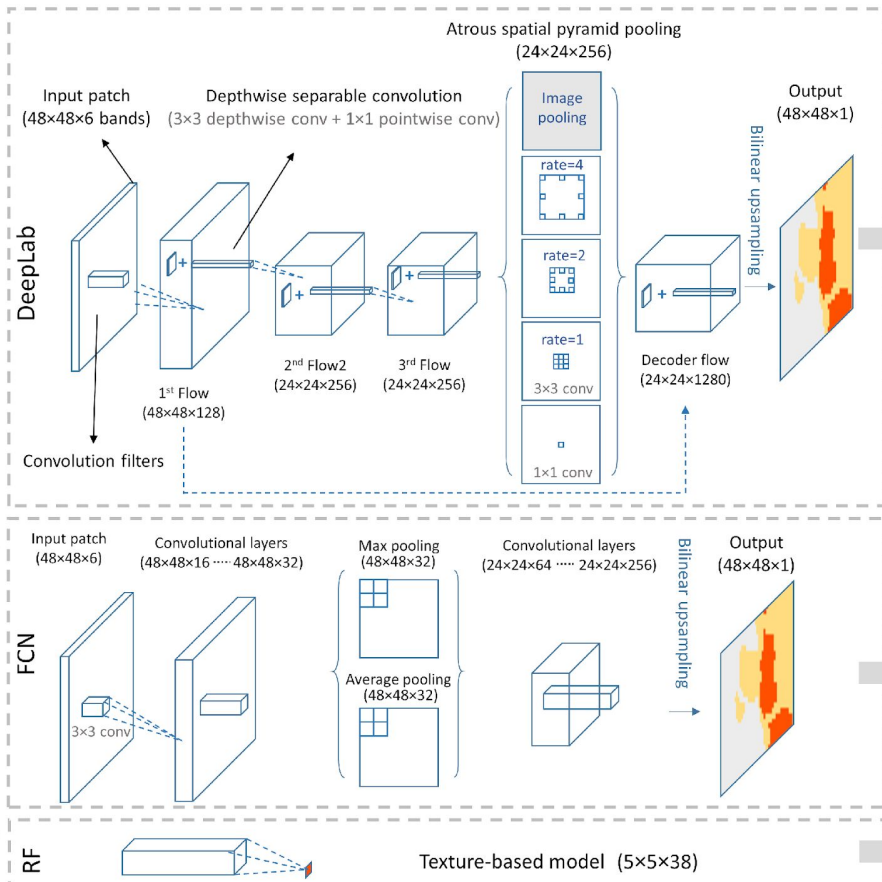 DeepLab
Input patch
(48×48×6 bands)
Depthwise separable convolution
(3×3 depthwise conv + 1×1 pointwise conv)
Atrous spatial pyramid pooling
(24×24×256)
Image
pooling
rate=4
rate=2
rate=1
3×3 conv
1×1 conv
Output
(48×48×1)
Bilinear upsampling
+
+
+
+
1st Flow
(48×48×128)
2nd Flow2
(24×24×256)
3rd Flow
(24×24×256)
Decoder flow
(24×24×1280)
Convolution filters
FCN
Input patch
(48×48×6)
Convolutional layers
(48×48×16 ····· 48×48×32)
Max pooling
(48×48×32)
Average pooling
(48×48×32)
Convolutional layers
(24×24×64 ····· 24×24×256)
Bilinear upsampling
Output
(48×48×1)
3×3 conv
RF
Texture-based model (5×5×38)